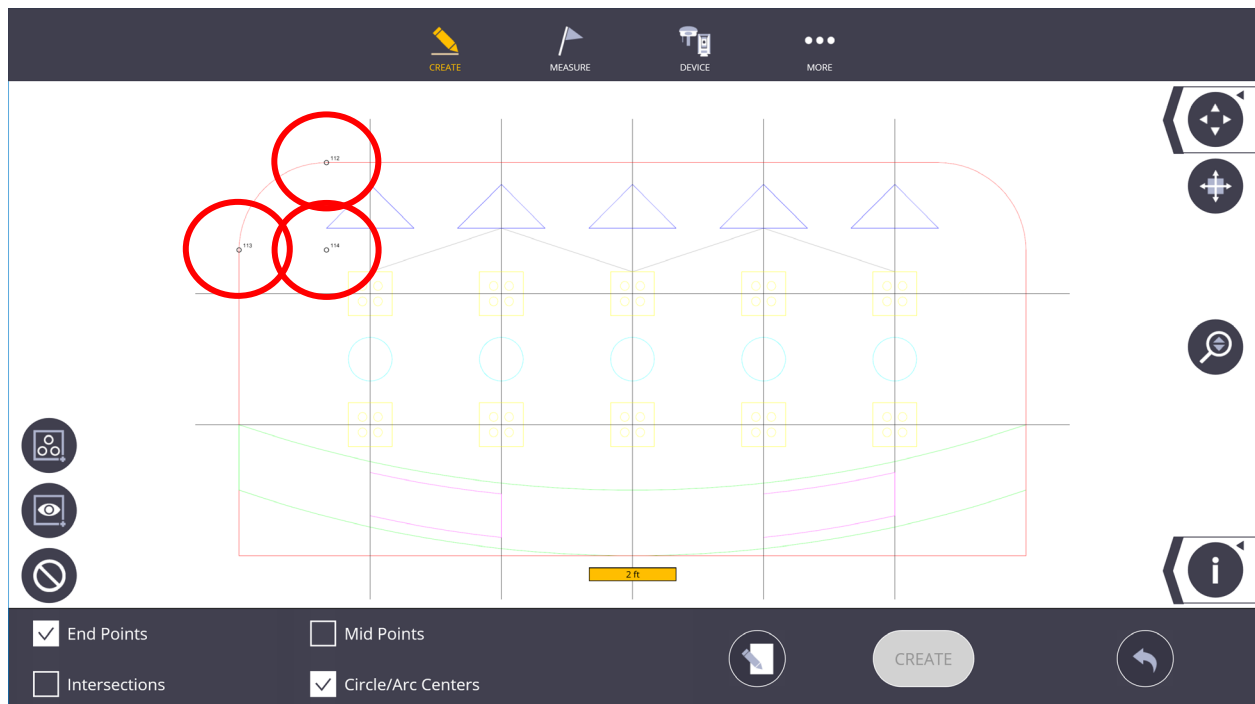 CREATE
MEASURE
DEVICE
MORE
112
113
114
2 ft
End Points
Mid Points
CREATE
Intersections
Circle/Arc Centers